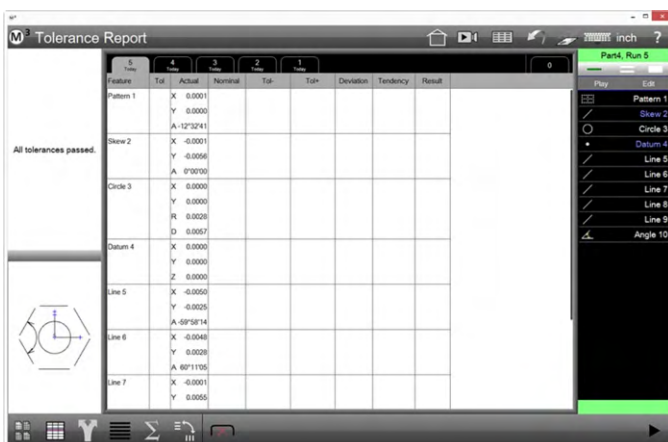 M3 Tolerance Report
inch ?
5 Today 4 Today 3 Today 2 Today 1 Today 0
Feature Tol Actual Nominal Tol- Tol+ Deviation Tendency Result
Pattern 1 X 0.0001
Y 0.0000
A -12°32'41
Skew 2 X -0.0001
Y -0.0056
A 0°00'00
Circle 3 X 0.0000
Y 0.0000
R 0.0028
D 0.0057
Datum 4 X 0.0000
Y 0.0000
Z 0.0000
Line 5 X -0.0050
Y -0.0025
A -59°58'14
Line 6 X -0.0048
Y 0.0028
A 60°11'05
Line 7 X -0.0001
Y 0.0055
All tolerances passed.
Part4, Run 5
Play Edit
Pattern 1
Skew 2
Circle 3
Datum 4
Line 5
Line 6
Line 7
Line 8
Line 9
Angle 10